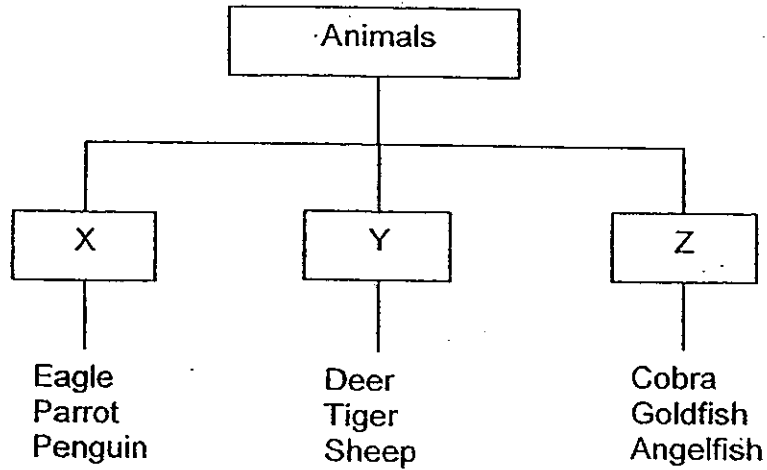 Animals
X
Y
Z
Eagle
Parrot
Penguin
Deer
Tiger
Sheep
Cobra
Goldfish
Angelfish